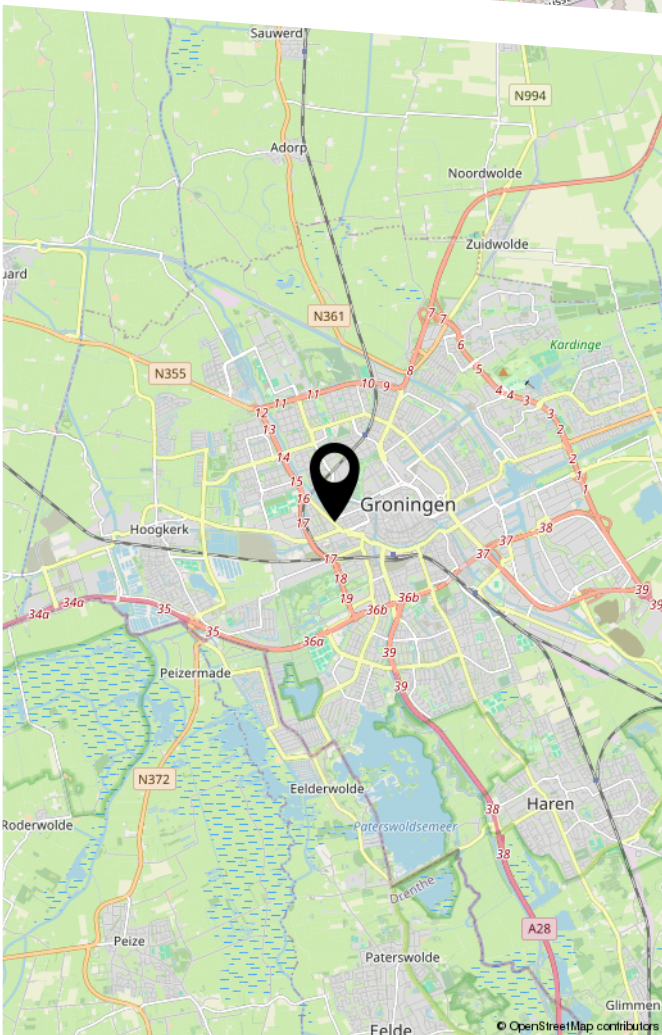 Sauwerd
N994
Adorp
Noordwolde
Zuidwolde
uard
N361
7
7
6
Kardinge
8
5
N355
10
9
11
11
4
4
3
3
12
13
2
14
2
15
1
16
1
Groningen
17
Hoogkerk
38
37
37
17
18
39
34a
34a
35
19
36b
36b
39
35
36a
39
Peizermade
39
N372
Eelderwolde
Haren
38
Roderwolde
Paterswoldsemeer
38
Drenthe
A28
Peize
Paterswolde
Glimmen
Eelde
© OpenStreetMap contributors